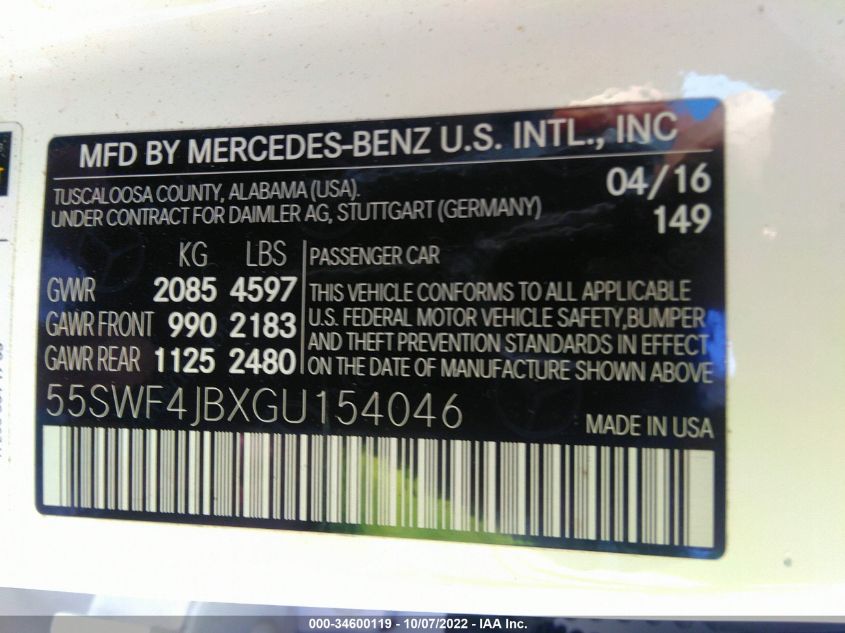 MFD BY MERCEDES-BENZ U.S. INTL., INC
TUSCALOOSA COUNTY, ALABAMA (USA).
UNDER CONTRACT FOR DAIMLER AG, STUTTGART (GERMANY)
04/16
149
KG LBS
GVWR 2085 4597
GAWR FRONT 990 2183
GAWR REAR 1125 2480
PASSENGER CAR
THIS VEHICLE CONFORMS TO ALL APPLICABLE
U.S. FEDERAL MOTOR VEHICLE SAFETY,BUMPER
AND THEFT PREVENTION STANDARDS IN EFFECT
ON THE DATE OF MANUFACTURE SHOWN ABOVE
55SWF4JBXGU154046
MADE IN USA
000-34600119 - 10/07/2022 - IAA Inc.